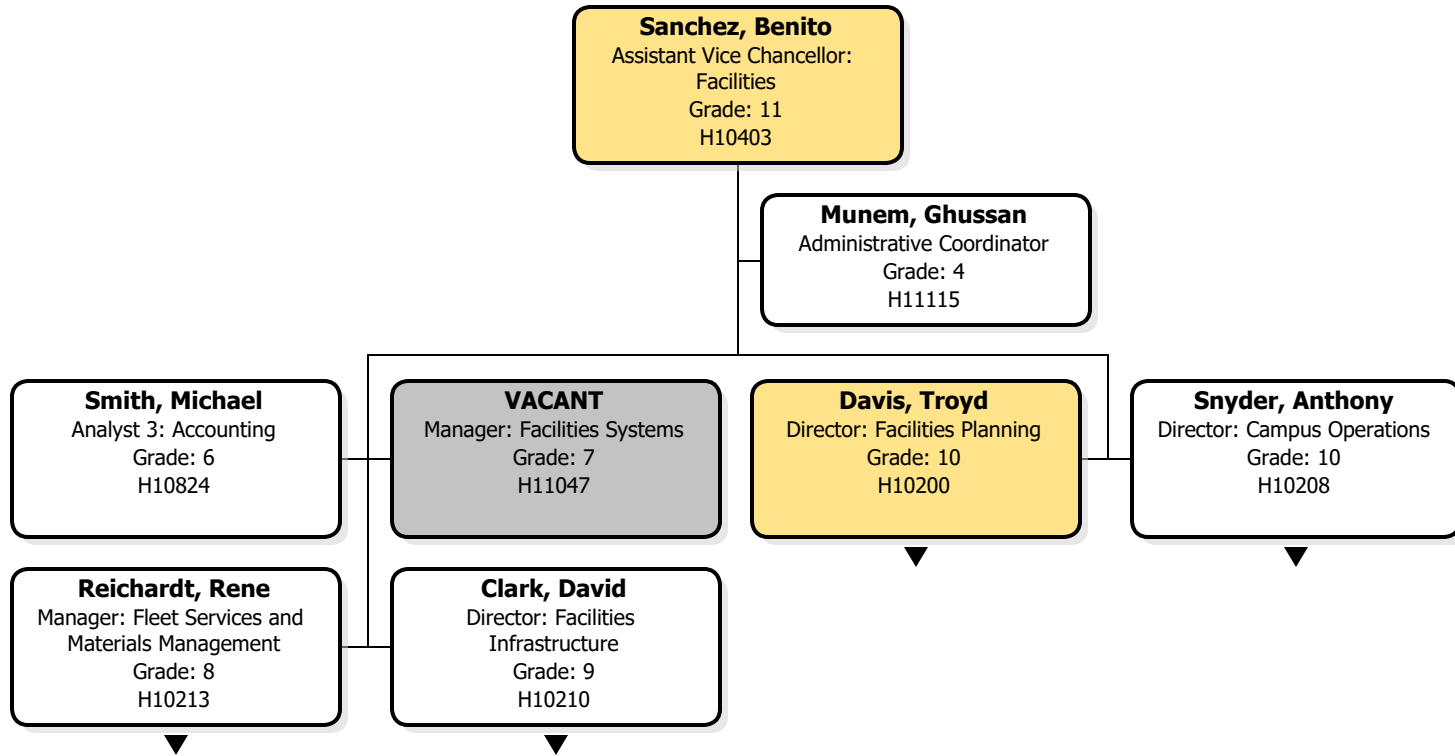 Sanchez, Benito
Assistant Vice Chancellor:
Facilities
Grade: 11
H10403
Munem, Ghussan
Administrative Coordinator
Grade: 4
H11115
Smith, Michael
Analyst 3: Accounting
Grade: 6
H10824
VACANT
Manager: Facilities Systems
Grade: 7
H11047
Davis, Troyd
Director: Facilities Planning
Grade: 10
H10200
Snyder, Anthony
Director: Campus Operations
Grade: 10
H10208
Reichardt, Rene
Manager: Fleet Services and
Materials Management
Grade: 8
H10213
Clark, David
Director: Facilities
Infrastructure
Grade: 9
H10210